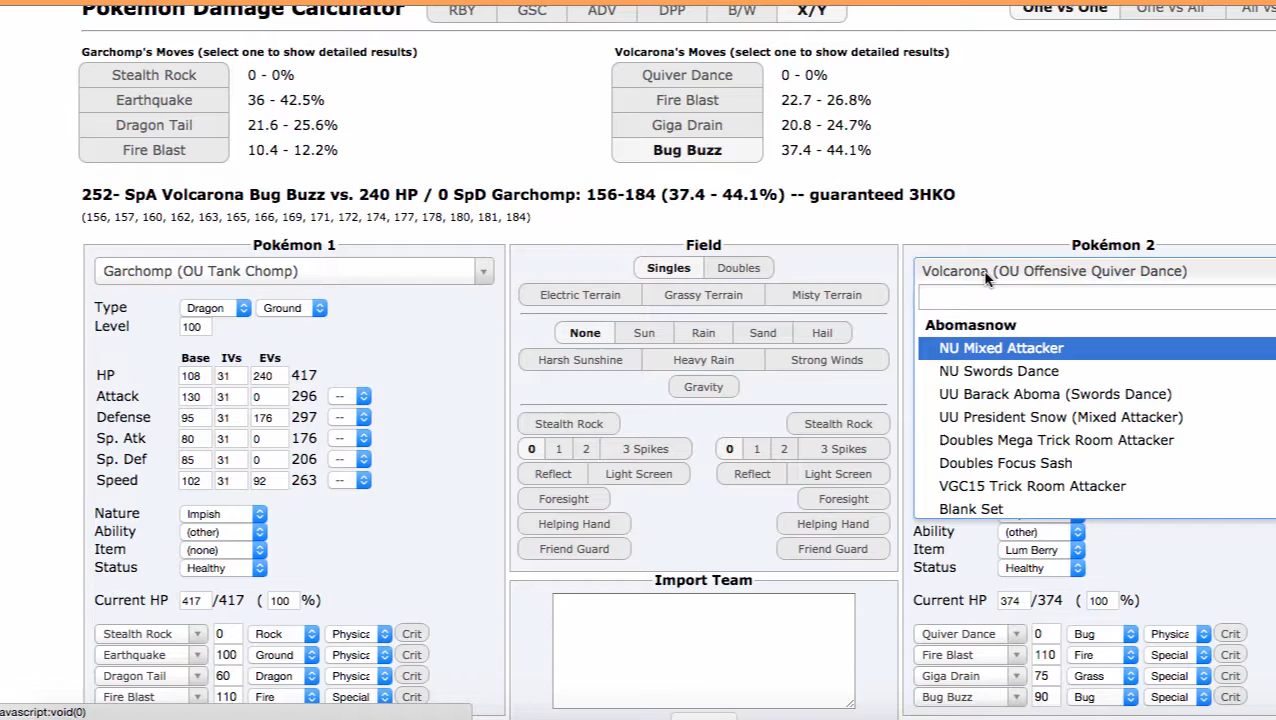 Pokémon Damage Calculator RBY GSC ADV DPP B/W X/Y One vs One One vs All All vs
Garchomp's Moves (select one to show detailed results) Volcarona's Moves (select one to show detailed results)
Stealth Rock 0 - 0% Quiver Dance 0 - 0%
Earthquake 36 - 42.5% Fire Blast 22.7 - 26.8%
Dragon Tail 21.6 - 25.6% Giga Drain 20.8 - 24.7%
Fire Blast 10.4 - 12.2% Bug Buzz 37.4 - 44.1%
252- SpA Volcarona Bug Buzz vs. 240 HP / 0 SpD Garchomp: 156-184 (37.4 - 44.1%) -- guaranteed 3HKO
(156, 157, 160, 162, 163, 165, 166, 169, 171, 172, 174, 177, 178, 180, 181, 184)
Pokémon 1
Garchomp (OU Tank Chomp)
Type Dragon Ground
Level 100
Base IVs EVs
HP 108 31 240 417
Attack 130 31 0 296 --
Defense 95 31 176 297 --
Sp. Atk 80 31 0 176 --
Sp. Def 85 31 0 206 --
Speed 102 31 92 263 --
Nature Impish
Ability (other)
Item (none)
Status Healthy
Current HP 417 /417 ( 100 %)
Stealth Rock 0 Rock Physica Crit
Earthquake 100 Ground Physica Crit
Dragon Tail 60 Dragon Physica Crit
Fire Blast 110 Fire Special Crit
Field
Singles Doubles
Electric Terrain Grassy Terrain Misty Terrain
None Sun Rain Sand Hail
Harsh Sunshine Heavy Rain Strong Winds
Gravity
Stealth Rock Stealth Rock
0 1 2 3 Spikes 0 1 2 3 Spikes
Reflect Light Screen Reflect Light Screen
Foresight Foresight
Helping Hand Helping Hand
Friend Guard Friend Guard
Import Team
Pokémon 2
Volcarona (OU Offensive Quiver Dance)
Abomasnow
NU Mixed Attacker
NU Swords Dance
UU Barack Aboma (Swords Dance)
UU President Snow (Mixed Attacker)
Doubles Mega Trick Room Attacker
Doubles Focus Sash
VGC15 Trick Room Attacker
Blank Set
Ability (other)
Item Lum Berry
Status Healthy
Current HP 374 /374 ( 100 %)
Quiver Dance 0 Bug Physica Crit
Fire Blast 110 Fire Special Crit
Giga Drain 75 Grass Special Crit
Bug Buzz 90 Bug Special Crit
avascript:void(0)